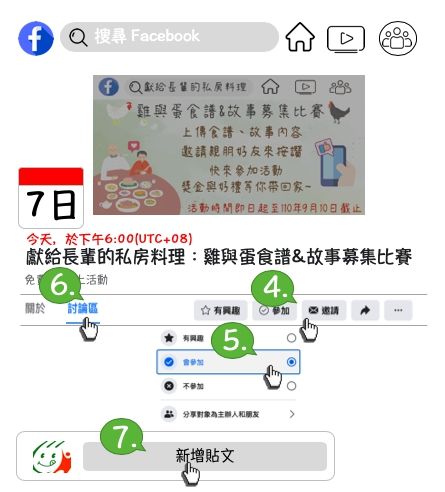 搜尋 Facebook
獻給長輩的私房料理
雞與蛋食譜&故事募集比賽
上傳食譜、故事內容
邀請親朋好友來按讚
快來參加活動
獎金與好禮等你帶回家~
活動時間即日起至110年9月10日截止
7日
今天，於下午6:00(UTC+08)
獻給長輩的私房料理：雞與蛋食譜&故事募集比賽
免費 上活動
6.
4.
關於 討論區 有興趣 參加 邀請
5.
有興趣
會參加
不參加
分享對象為主辦人和朋友
7.
新增貼文